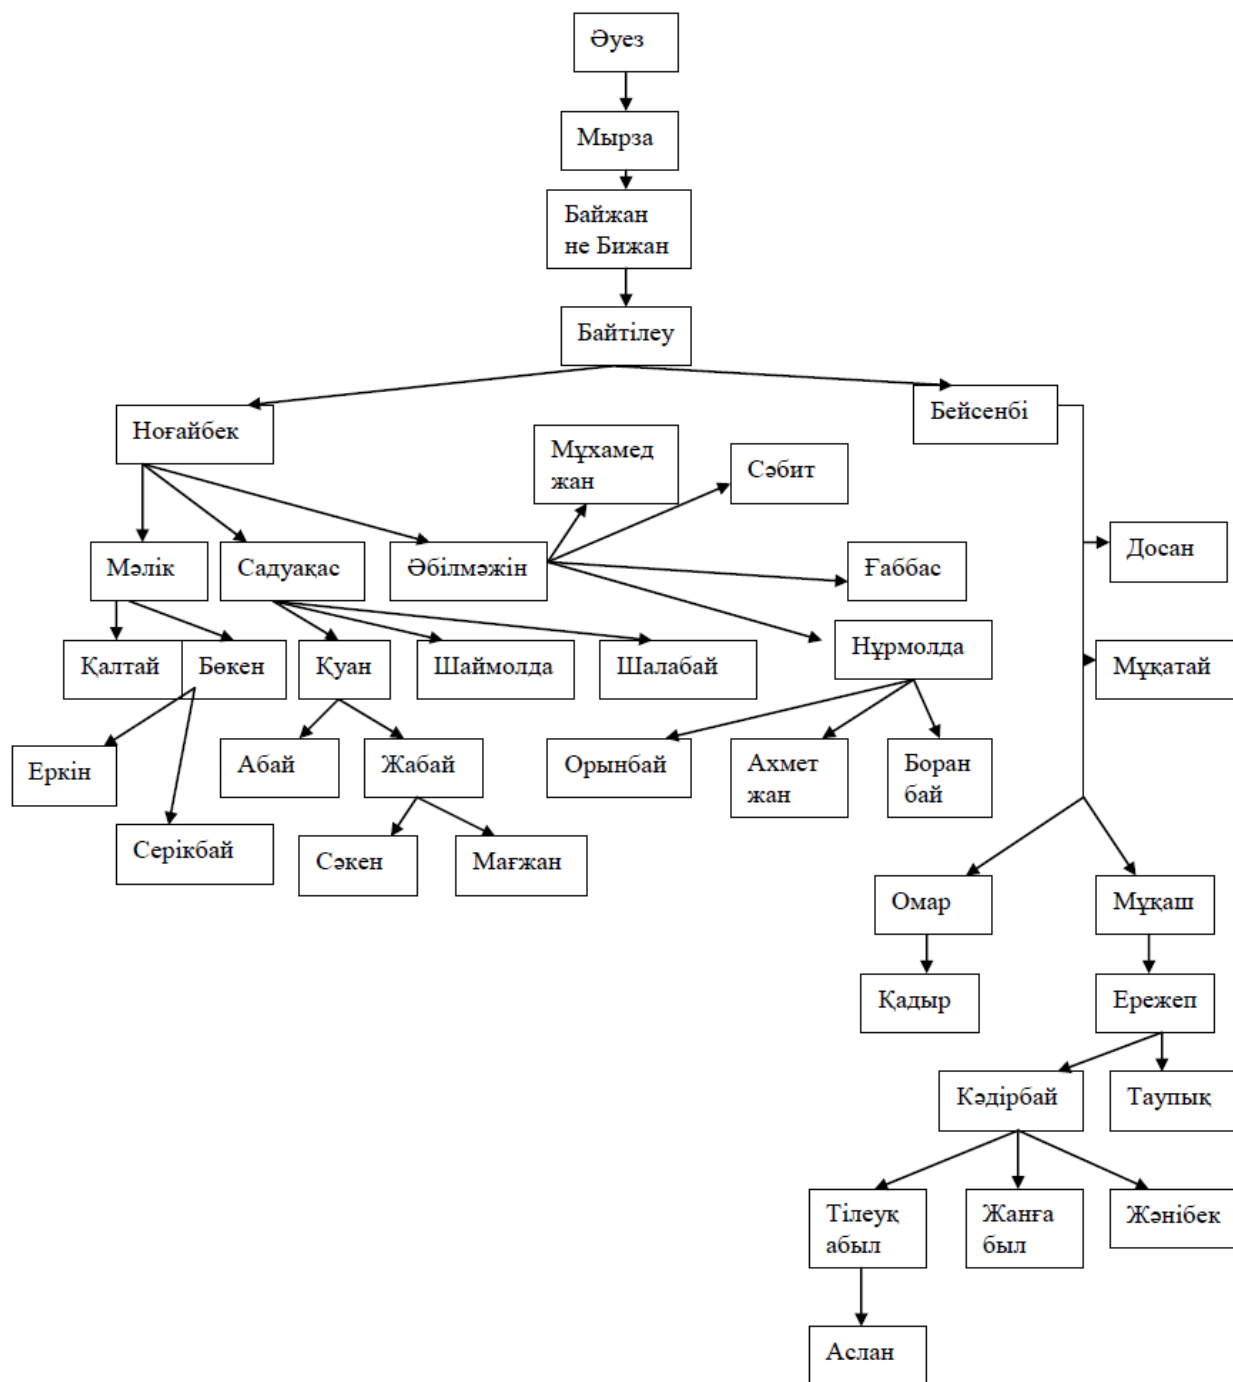 Әуез
Мырза
Байжан
не Бижан
Байтілеу
Ноғайбек
Бейсенбі
Мұхамед
жан
Сәбит
Досан
Мәлік
Садуақас
Әбілмәжін
Ғаббас
Қалтай
Бөкен
Қуан
Шаймолда
Шалабай
Нұрмолда
Мұқатай
Еркін
Абай
Жабай
Орынбай
Ахмет
жан
Боран
бай
Серікбай
Сәкен
Мағжан
Омар
Мұқаш
Қадыр
Ережеп
Кәдірбай
Таупық
Тілеуқ
абыл
Жанға
был
Жәнібек
Аслан